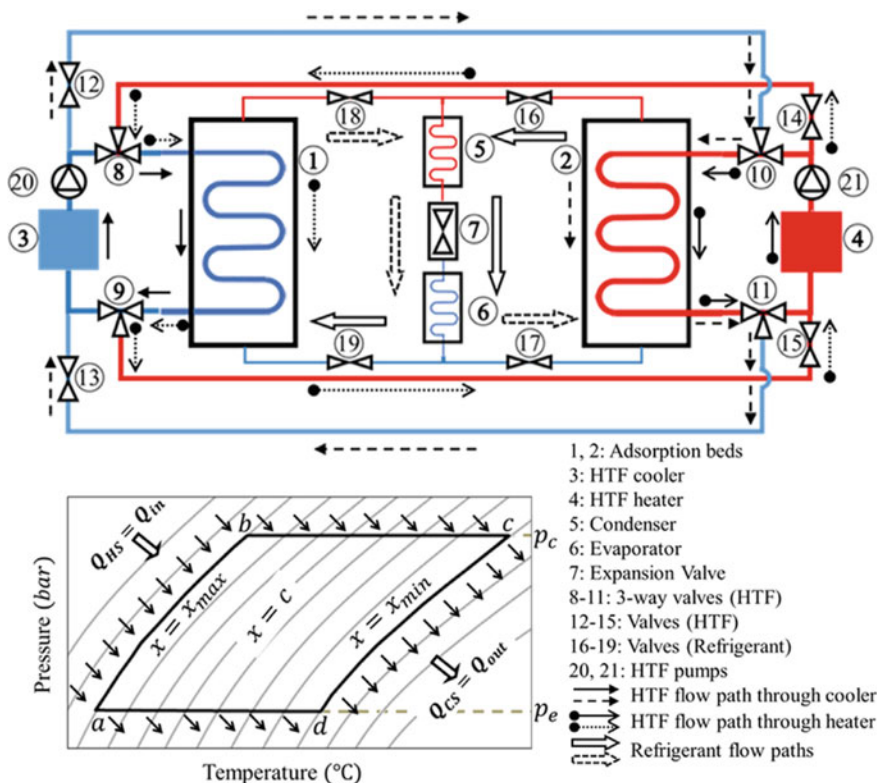 12
18
16
14
8
1
5
2
10
20
21
3
7
4
9
6
11
19
17
15
13
1, 2: Adsorption beds
3: HTF cooler
4: HTF heater
5: Condenser
6: Evaporator
7: Expansion Valve
8-11: 3-way valves (HTF)
12-15: Valves (HTF)
16-19: Valves (Refrigerant)
20, 21: HTF pumps
HTF flow path through cooler
HTF flow path through heater
Refrigerant flow paths
Pressure (bar)
Q_HS = Q_in
b
c
p_c
x = x_max
x = c
x = x_min
Q_CS = Q_out
a
d
p_e
Temperature (°C)